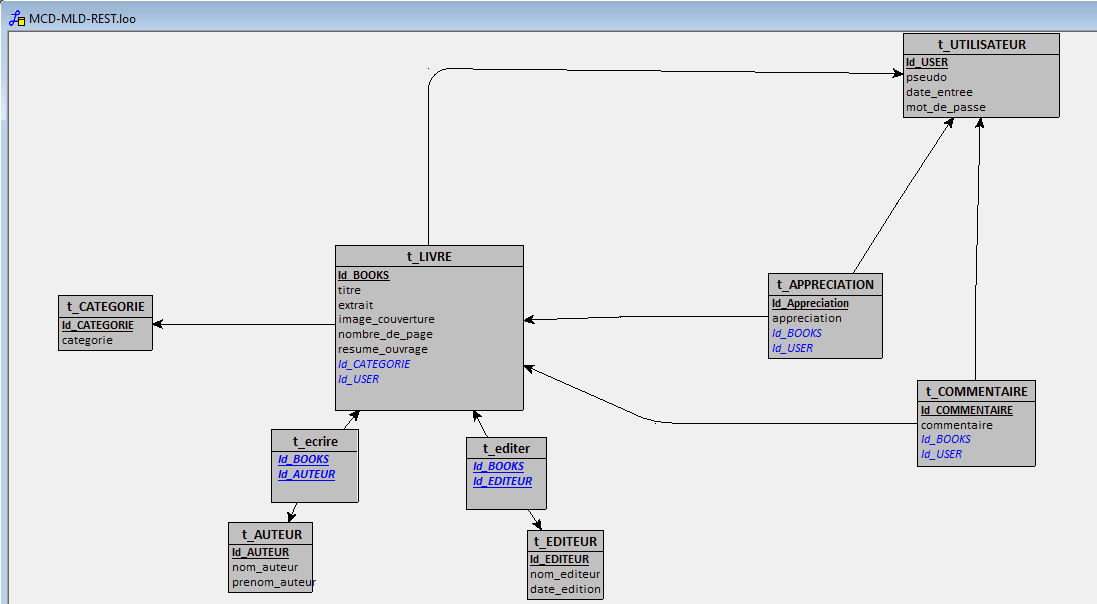 MCD-MLD-REST.loo
t_UTILISATEUR
Id_USER
pseudo
date_entree
mot_de_passe
t_LIVRE
Id_BOOKS
titre
extrait
image_couverture
nombre_de_page
resume_ouvrage
Id_CATEGORIE
Id_USER
t_CATEGORIE
Id_CATEGORIE
categorie
t_APPRECIATION
Id_Appreciation
appreciation
Id_BOOKS
Id_USER
t_COMMENTAIRE
Id_COMMENTAIRE
commentaire
Id_BOOKS
Id_USER
t_ecrire
Id_BOOKS
Id_AUTEUR
t_editer
Id_BOOKS
Id_EDITEUR
t_AUTEUR
Id_AUTEUR
nom_auteur
prenom_auteur
t_EDITEUR
Id_EDITEUR
nom_editeur
date_edition